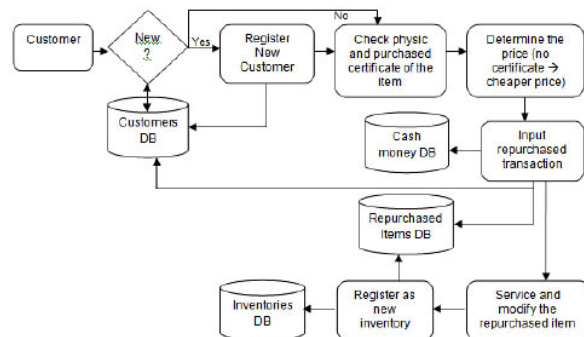 No
Customer
New
?
Yes
Register
New
Customer
Check physic
and purchased
certificate of the
item
Determine the
price (no
certificate →
cheaper price)
Customers
DB
Cash
money DB
Input
repurchased
transaction
Repurchased
Items DB
Inventories
DB
Register as
new
inventory
Service and
modify the
repurchased item